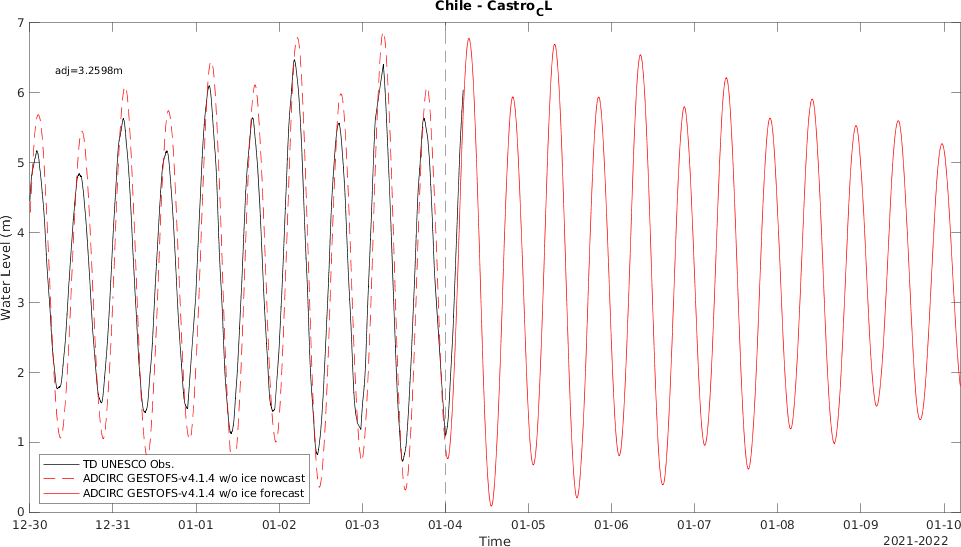 Chile - Castro_CL
adj=3.2598m
Water Level (m)
7
6
5
4
3
2
1
0
TD UNESCO Obs.
ADCIRC GESTOFS-v4.1.4 w/o ice nowcast
ADCIRC GESTOFS-v4.1.4 w/o ice forecast
12-30 12-31 01-01 01-02 01-03 01-04 01-05 01-06 01-07 01-08 01-09 01-10
Time
2021-2022